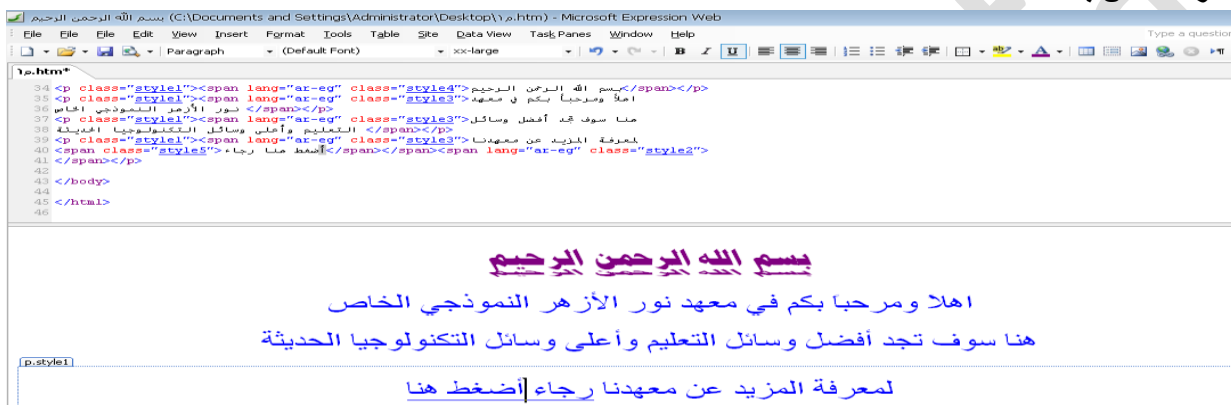 بسم الله الرحمن الرحيم (C:\Documents and Settings\Administrator\Desktop\١م.htm) - Microsoft Expression Web
File File File Edit View Insert Format Tools Table Site Data View Task Panes Window Help
Type a question
Paragraph (Default Font) xx-large B I U
١م.htm*
34 <p class="style1"><span lang="ar-eg" class="style4">بسم الله الرحمن الرحيم</span></p>
35 <p class="style1"><span lang="ar-eg" class="style3">اهلا ومرحباً بكم في معهد
36 نور الأزهر النموذجي الخاص</span></p>
37 <p class="style1"><span lang="ar-eg" class="style3">هنا سوف تجد أفضل وسائل
38 التعليم وأعلى وسائل التكنولوجيا الحديثة</span></p>
39 <p class="style1"><span lang="ar-eg" class="style3">لمعرفة المزيد عن معهدنا
40 <span class="style5">رجاء أضغط هنا</span></span><span lang="ar-eg" class="style2">
41 </span></p>
42
43 </body>
44
45 </html>
46
بسم الله الرحمن الرحيم
اهلا ومرحباً بكم في معهد نور الأزهر النموذجي الخاص
هنا سوف تجد أفضل وسائل التعليم وأعلى وسائل التكنولوجيا الحديثة
p.style1
لمعرفة المزيد عن معهدنا رجاء أضغط هنا